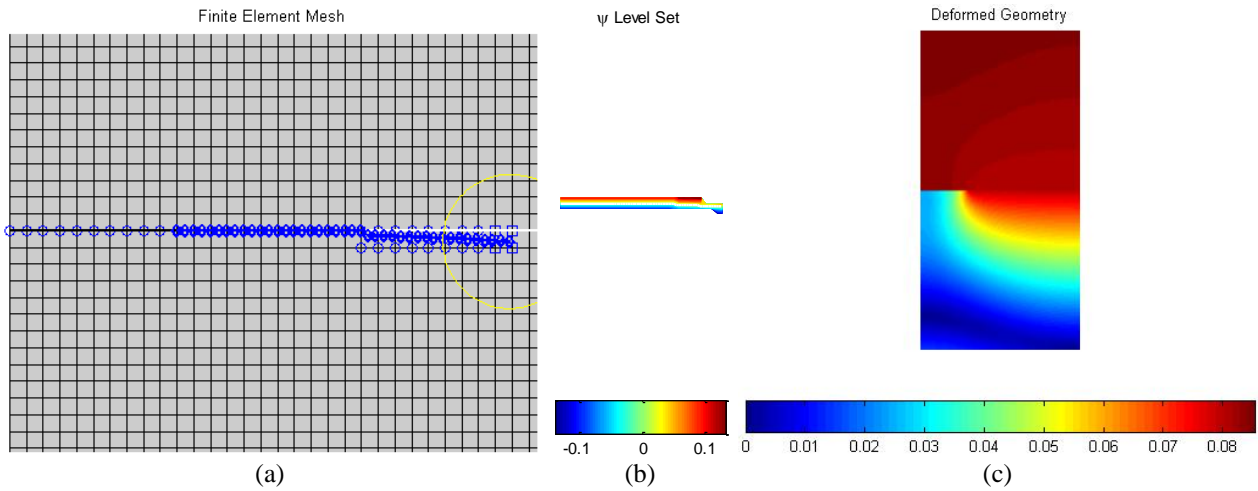 Finite Element Mesh
ψ Level Set
Deformed Geometry
-0.1 0 0.1
0 0.01 0.02 0.03 0.04 0.05 0.06 0.07 0.08
(a) (b) (c)